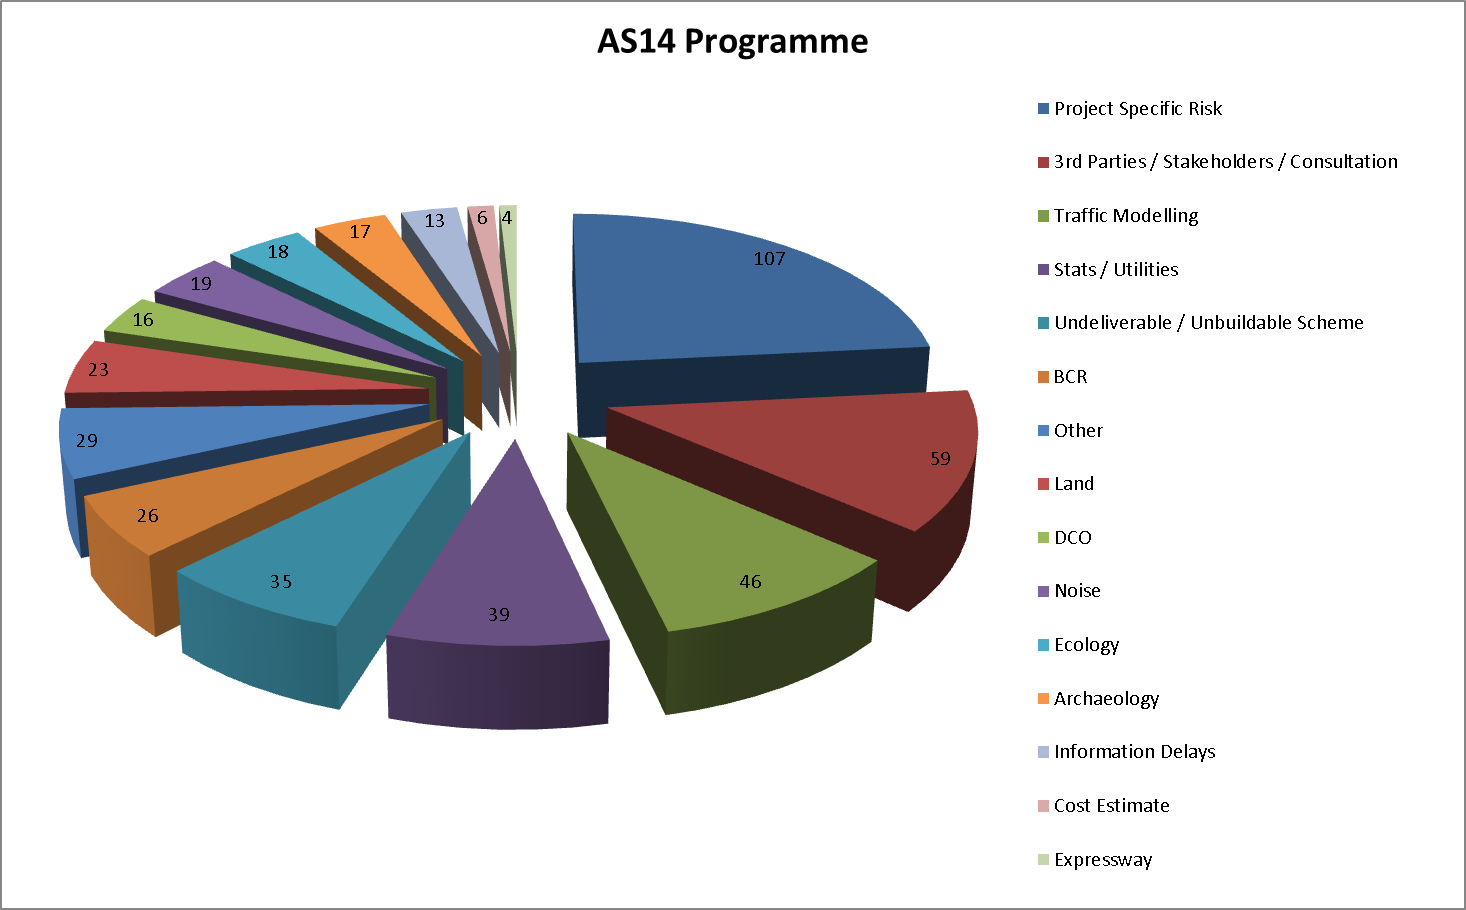 AS14 Programme
107
59
46
39
35
26
29
23
16
19
18
17
13
6
4
Project Specific Risk
3rd Parties / Stakeholders / Consultation
Traffic Modelling
Stats / Utilities
Undeliverable / Unbuildable Scheme
BCR
Other
Land
DCO
Noise
Ecology
Archaeology
Information Delays
Cost Estimate
Expressway